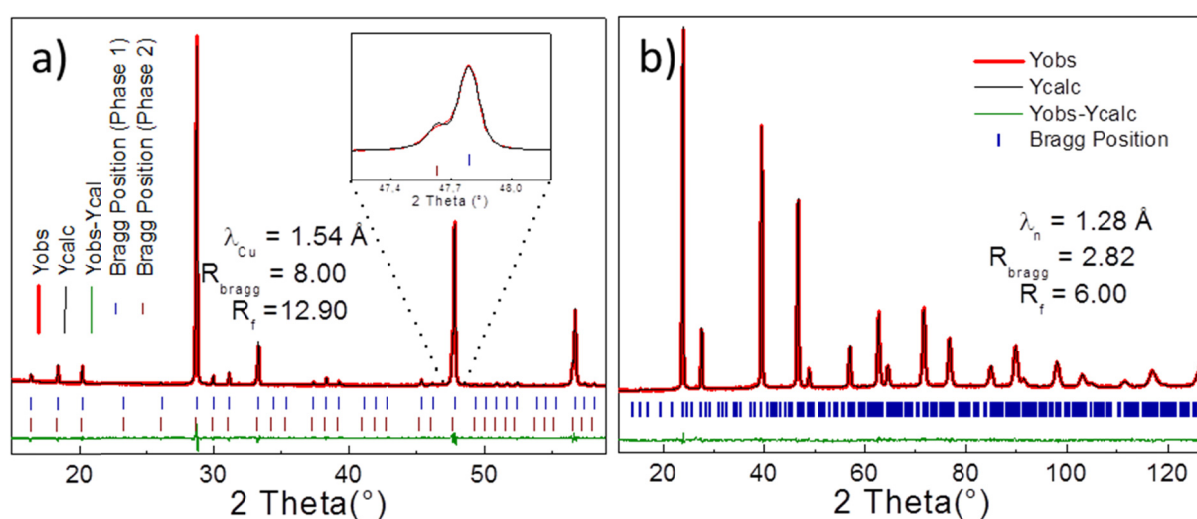 a)
Yobs
Ycalc
Yobs-Ycal
Bragg Position (Phase 1)
Bragg Position (Phase 2)
λCu = 1.54 Å
Rbragg = 8.00
Rf =12.90
47,4 47,7 48,0
2 Theta (°)
20 30 40 50
2 Theta(°)
b)
Yobs
Ycalc
Yobs-Ycalc
Bragg Position
λn = 1.28 Å
Rbragg = 2.82
Rf = 6.00
20 40 60 80 100 120
2 Theta(°)